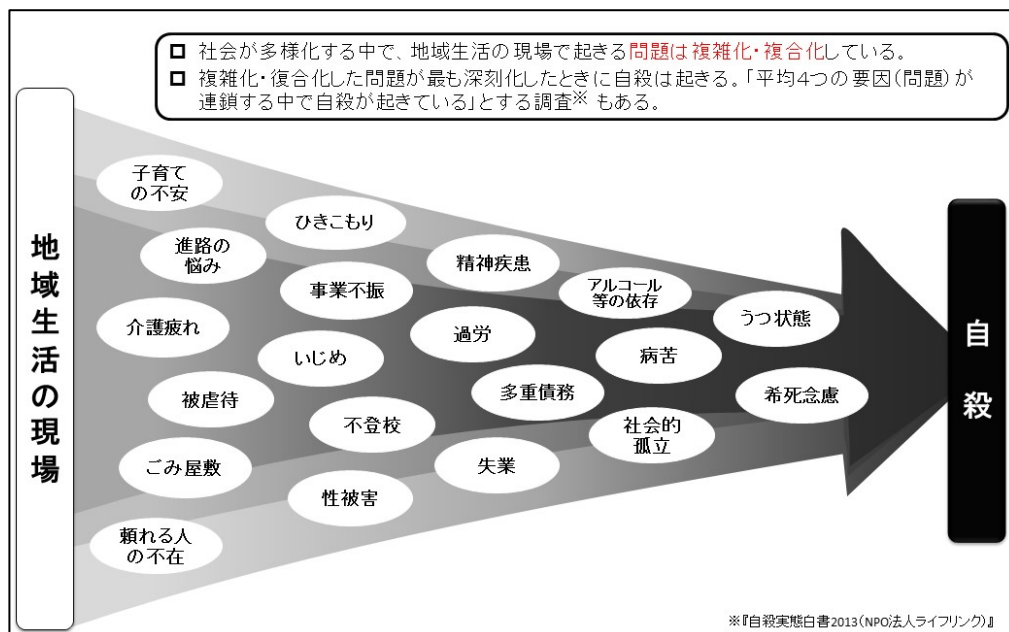 □ 社会が多様化する中で、地域生活の現場で起きる問題は複雑化・複合化している。
□ 複雑化・復合化した問題が最も深刻化したときに自殺は起きる。「平均4つの要因(問題)が
連鎖する中で自殺が起きている」とする調査※ もある。
地域生活の現場
子育て
の不安
ひきこもり
進路の
悩み
精神疾患
事業不振
アルコール
等の依存
うつ状態
介護疲れ
過労
いじめ
病苦
被虐待
多重債務
希死念慮
不登校
社会的
孤立
ごみ屋敷
失業
性被害
頼れる人
の不在
自殺
※『自殺実態白書2013(NPO法人ライフリンク)』